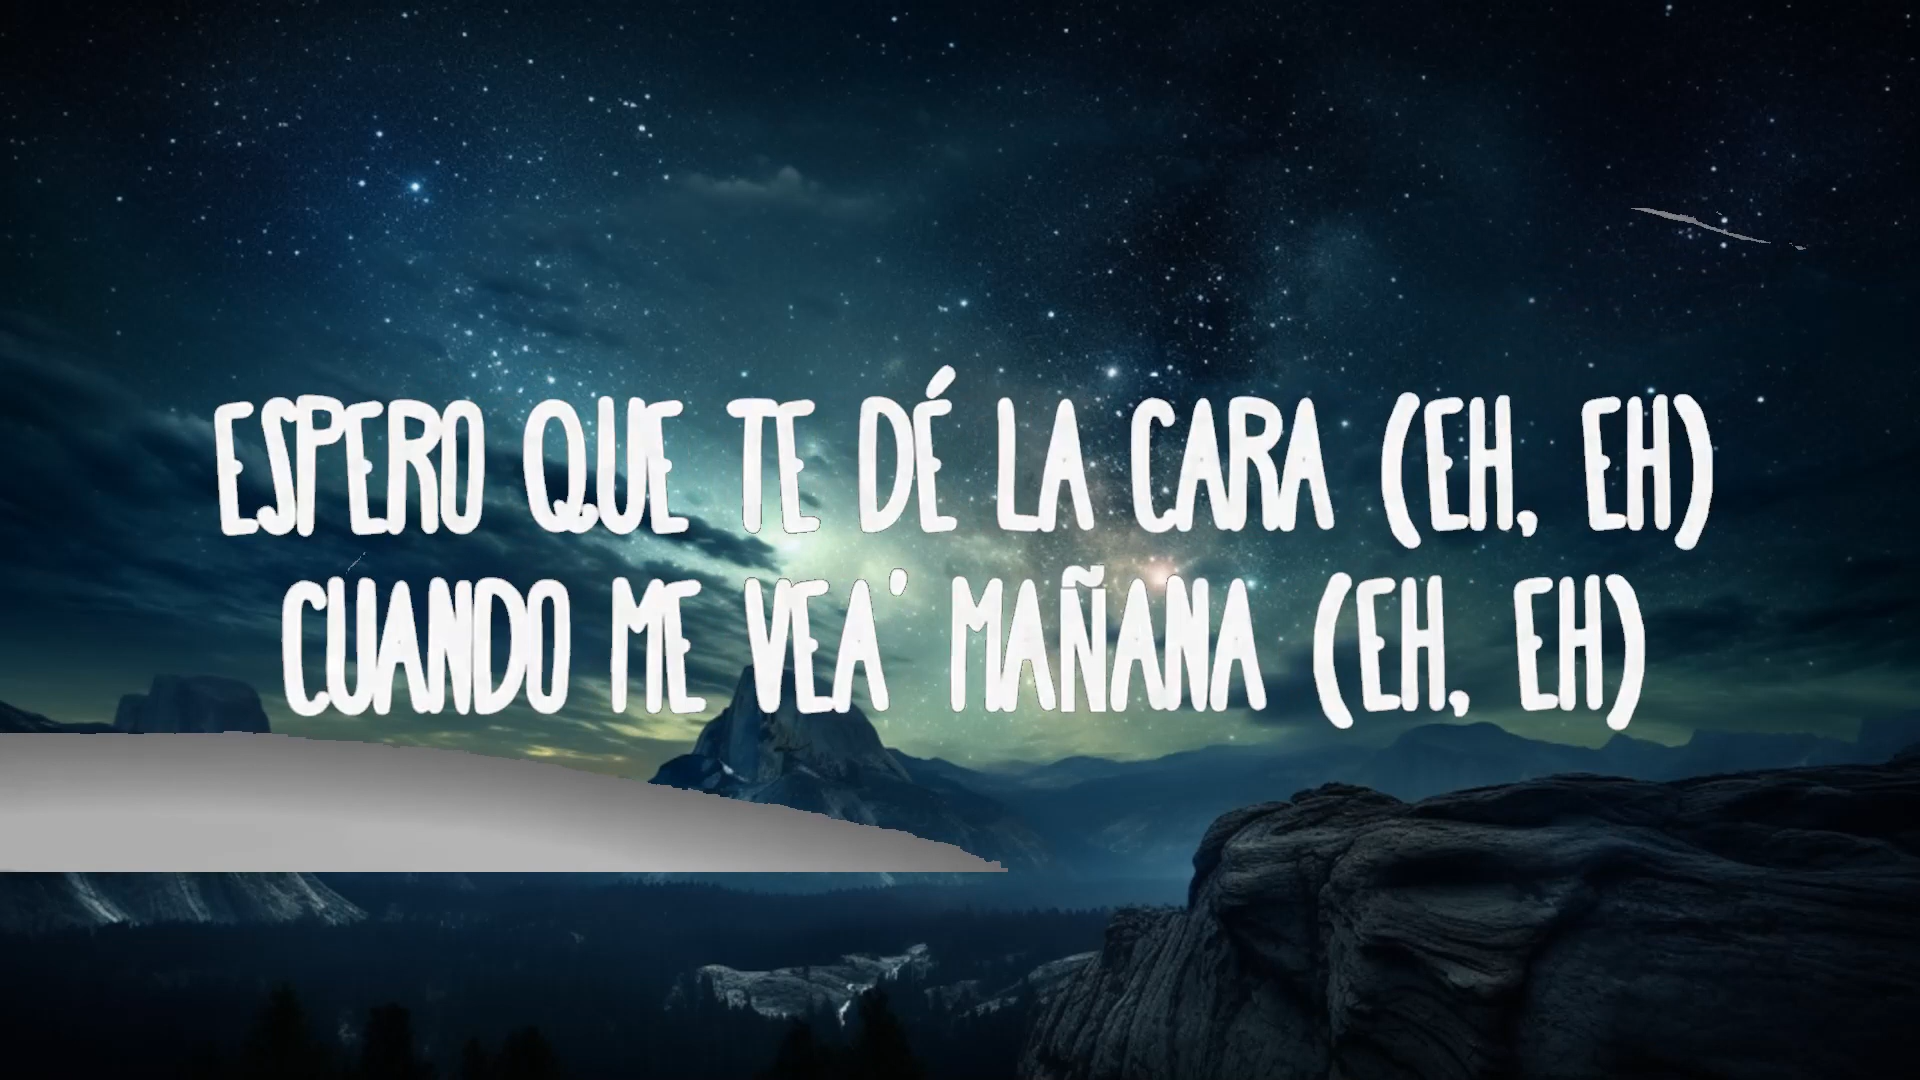 ESPERO QUE TE DÉ LA CARA (EH, EH)
CUANDO ME VEA' MAÑANA (EH, EH)